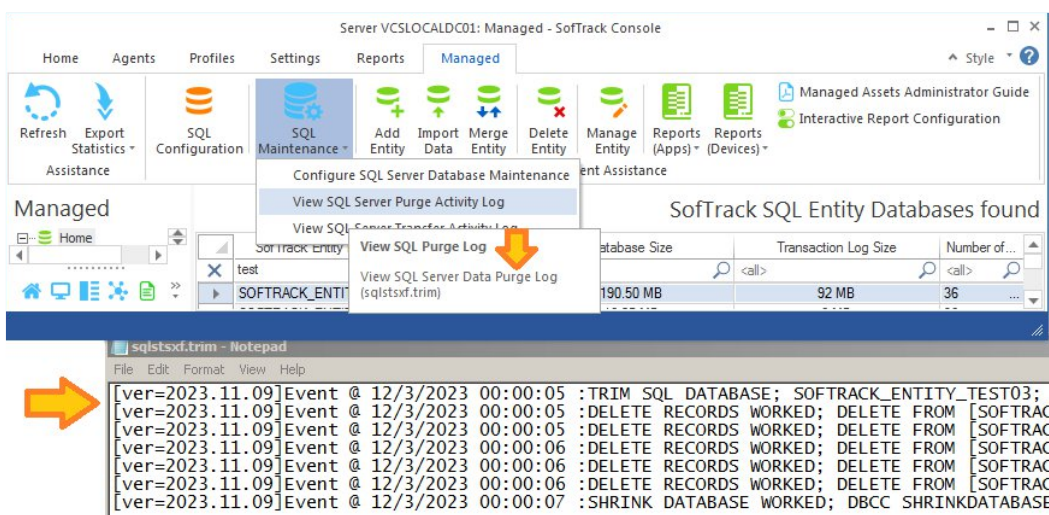 Server VCSLOCALDC01: Managed - SofTrack Console
Home Agents Profiles Settings Reports Managed Style
Refresh Export Statistics SQL Configuration SQL Maintenance Add Entity Import Data Merge Entity Delete Entity Manage Entity Reports (Apps) Reports (Devices)
Managed Assets Administrator Guide
Interactive Report Configuration
Assistance ent Assistance
Configure SQL Server Database Maintenance
View SQL Server Purge Activity Log
View SQL Server Transfer Activity Log
Managed
SofTrack SQL Entity Databases found
Home
SofTrack Entity atabase Size Transaction Log Size Number of...
View SQL Purge Log
View SQL Server Data Purge Log
(sqlstsxf.trim)
test <all> <all>
SOFTRACK_ENTIT 190.50 MB 92 MB 36 ...
sqlstsxf.trim - Notepad
File Edit Format View Help
[ver=2023.11.09]Event @ 12/3/2023 00:00:05 :TRIM SQL DATABASE; SOFTRACK_ENTITY_TEST03;
[ver=2023.11.09]Event @ 12/3/2023 00:00:05 :DELETE RECORDS WORKED; DELETE FROM [SOFTRAC
[ver=2023.11.09]Event @ 12/3/2023 00:00:05 :DELETE RECORDS WORKED; DELETE FROM [SOFTRAC
[ver=2023.11.09]Event @ 12/3/2023 00:00:06 :DELETE RECORDS WORKED; DELETE FROM [SOFTRAC
[ver=2023.11.09]Event @ 12/3/2023 00:00:06 :DELETE RECORDS WORKED; DELETE FROM [SOFTRAC
[ver=2023.11.09]Event @ 12/3/2023 00:00:06 :DELETE RECORDS WORKED; DELETE FROM [SOFTRAC
[ver=2023.11.09]Event @ 12/3/2023 00:00:07 :SHRINK DATABASE WORKED; DBCC SHRINKDATABASE